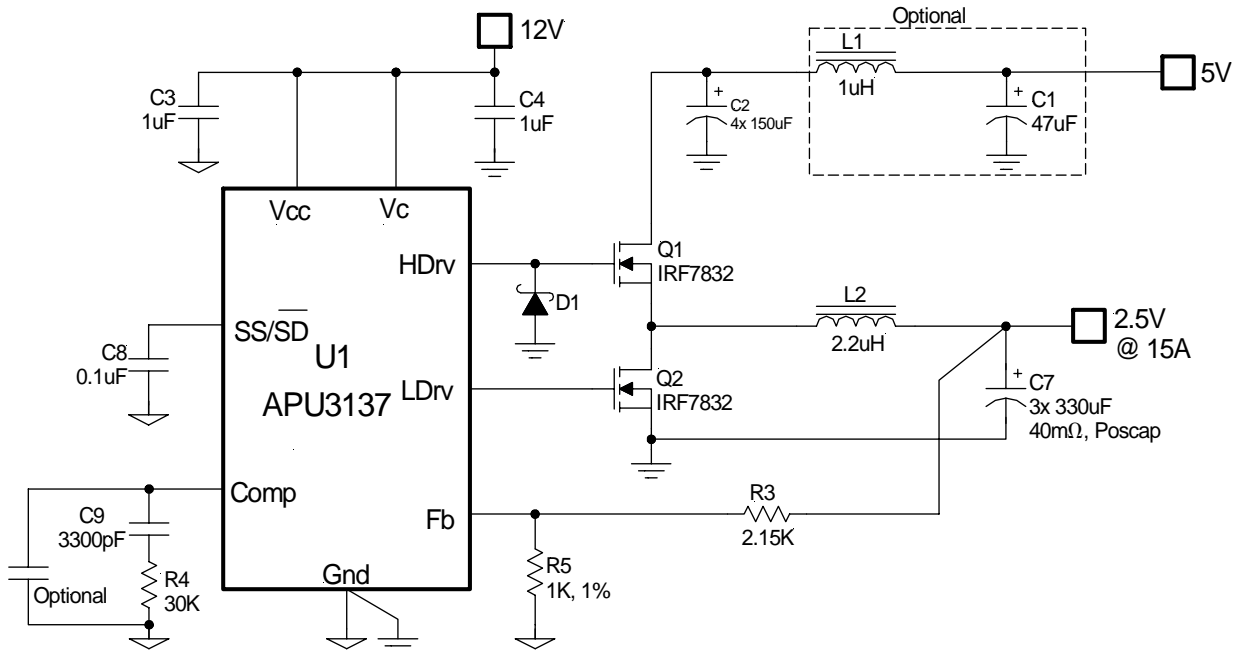 Optional
12V
L1
1uH
5V
C3
1uF
C4
1uF
+
C2
4x 150uF
+
C1
47uF
Vcc
Vc
HDrv
Q1
IRF7832
D1
L2
2.2uH
2.5V
@ 15A
SS/SD
U1
APU3137
C8
0.1uF
LDrv
Q2
IRF7832
+
C7
3x 330uF
40mΩ, Poscap
Comp
C9
3300pF
Fb
R3
2.15K
R4
30K
Optional
Gnd
R5
1K, 1%